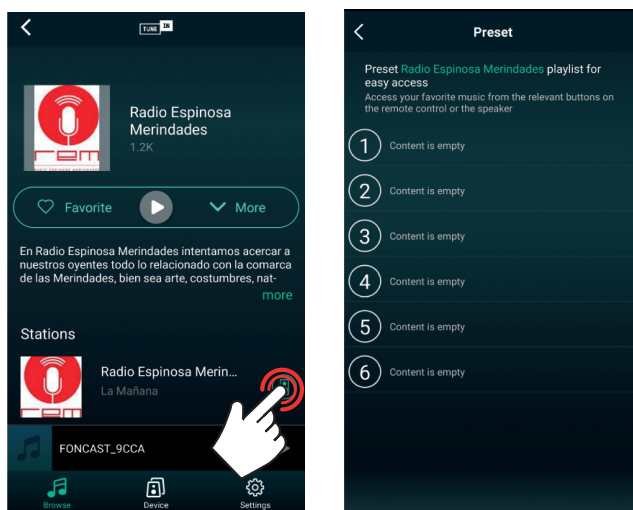 TUNE IN
Radio Espinosa
Merindades
1.2K
Favorite
More
En Radio Espinosa Merindades intentamos acercar a
nuestros oyentes todo lo relacionado con la comarca
de las Merindades, bien sea arte, costumbres, nat-
more
Stations
Radio Espinosa Merin...
La Mañana
FONCAST_9CCA
Browse
Device
Settings
Preset
Preset Radio Espinosa Merindades playlist for
easy access
Access your favorite music from the relevant buttons on
the remote control or the speaker
1 Content is empty
2 Content is empty
3 Content is empty
4 Content is empty
5 Content is empty
6 Content is empty